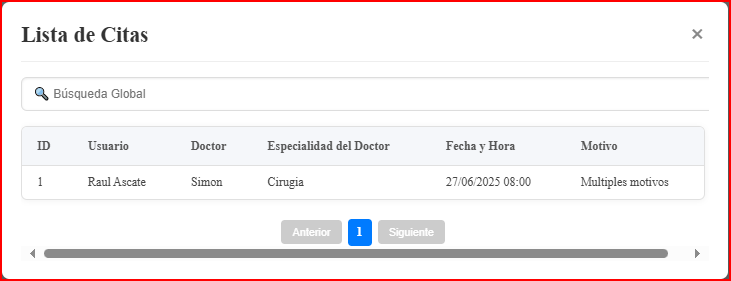 Lista de Citas ×
Búsqueda Global
ID Usuario Doctor Especialidad del Doctor Fecha y Hora Motivo
1 Raul Ascate Simon Cirugia 27/06/2025 08:00 Multiples motivos
Anterior 1 Siguiente